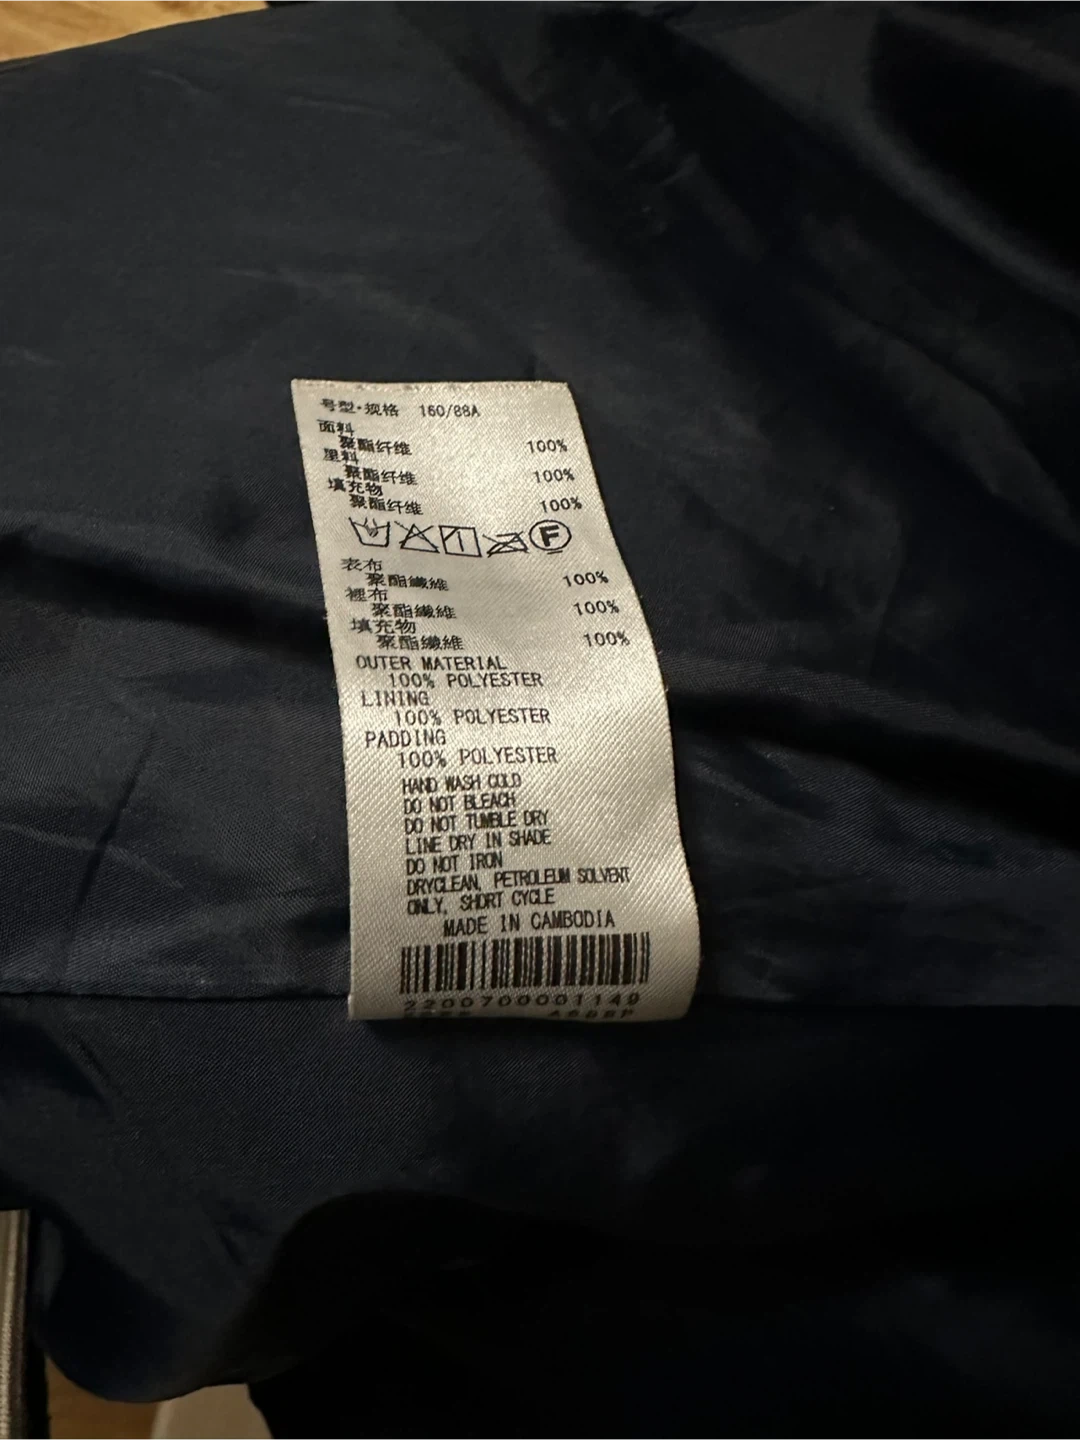 号型·规格 160/88A
面料
聚酯纤维 100%
里料
聚酯纤维 100%
填充物
聚酯纤维 100%
F
表布
聚酯纖維 100%
裡布
聚酯纖維 100%
填充物
聚酯纖維 100%
OUTER MATERIAL
100% POLYESTER
LINING
100% POLYESTER
PADDING
100% POLYESTER
HAND WASH COLD
DO NOT BLEACH
DO NOT TUMBLE DRY
LINE DRY IN SHADE
DO NOT IRON
DRYCLEAN, PETROLEUM SOLVENT
ONLY, SHORT CYCLE
MADE IN CAMBODIA
2200700001149